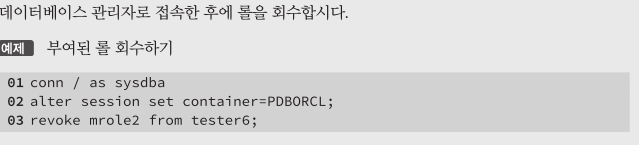 데이터베이스 관리자로 접속한 후에 롤을 회수합시다.
예제 부여된 롤 회수하기
01 conn / as sysdba
02 alter session set container=PDBORCL;
03 revoke mrole2 from tester6;